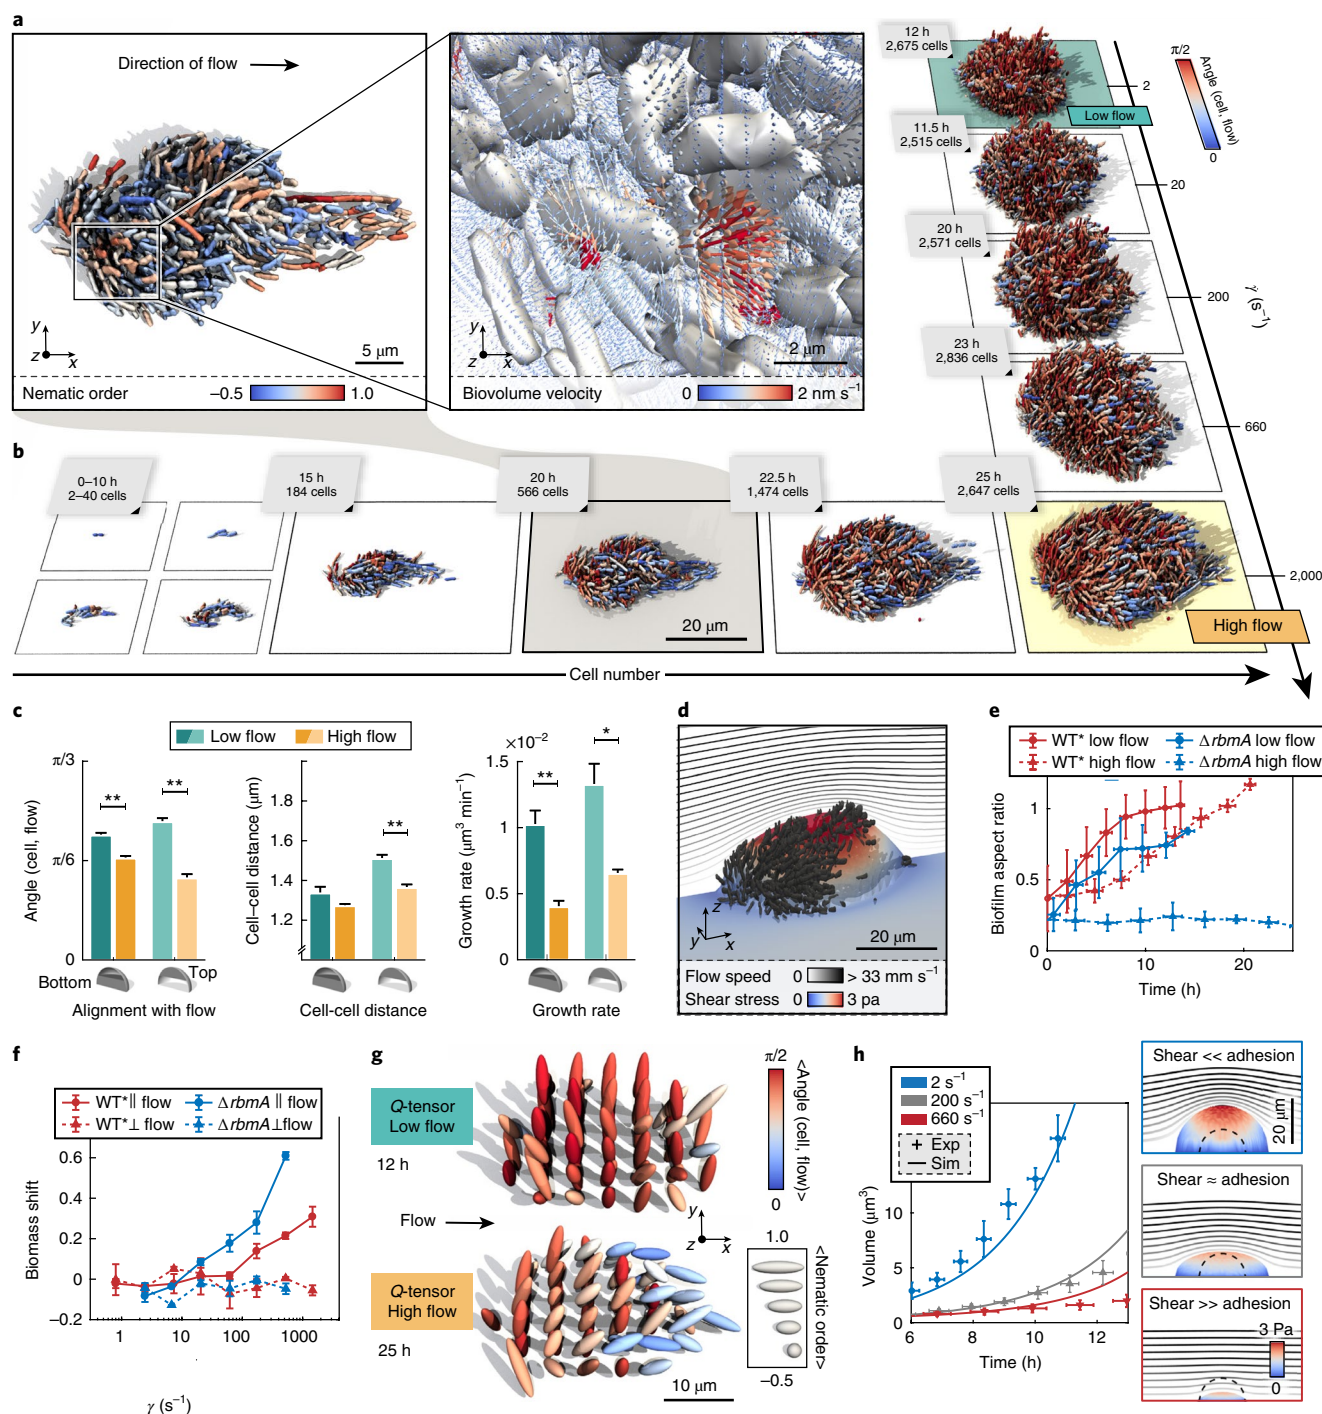 a
Direction of flow
y
z
x
5 μm
Nematic order
−0.5
1.0
y
z
x
2 μm
Biovolume velocity
0
2 nm s⁻¹
12 h
2,675 cells
11.5 h
2,515 cells
20 h
2,571 cells
23 h
2,836 cells
π/2
Angle (cell, flow)
0
Low flow
2
20
200
660
2,000
γ̇ (s⁻¹)
High flow
b
0–10 h
2–40 cells
15 h
184 cells
20 h
566 cells
22.5 h
1,474 cells
25 h
2,647 cells
20 μm
Cell number
c
Low flow
High flow
π/3
π/6
0
Angle (cell, flow)
**
**
Bottom
Top
Alignment with flow
1.8
1.6
1.4
1.2
Cell–cell distance (μm)
**
Cell-cell distance
×10⁻²
1.5
1.0
0.5
0
Growth rate (μm³ min⁻¹)
**
*
Growth rate
d
z
y
x
20 μm
Flow speed
0
> 33 mm s⁻¹
Shear stress
0
3 pa
e
WT* low flow
ΔrbmA low flow
WT* high flow
ΔrbmA high flow
1
0.5
0
Biofilm aspect ratio
0
10
20
Time (h)
f
WT* || flow
ΔrbmA || flow
WT*⊥ flow
ΔrbmA⊥flow
0.6
0.4
0.2
0
−0.2
Biomass shift
1
10
100
1000
γ (s⁻¹)
g
Q-tensor
Low flow
12 h
Flow
Q-tensor
High flow
25 h
π/2
<Angle (cell, flow)>
0
y
z
x
1.0
<Nematic order>
−0.5
10 μm
h
2 s⁻¹
200 s⁻¹
660 s⁻¹
Exp
Sim
10
5
0
Volume (μm³)
6
8
10
12
Time (h)
Shear << adhesion
20 μm
Shear ≈ adhesion
Shear >> adhesion
3 Pa
0